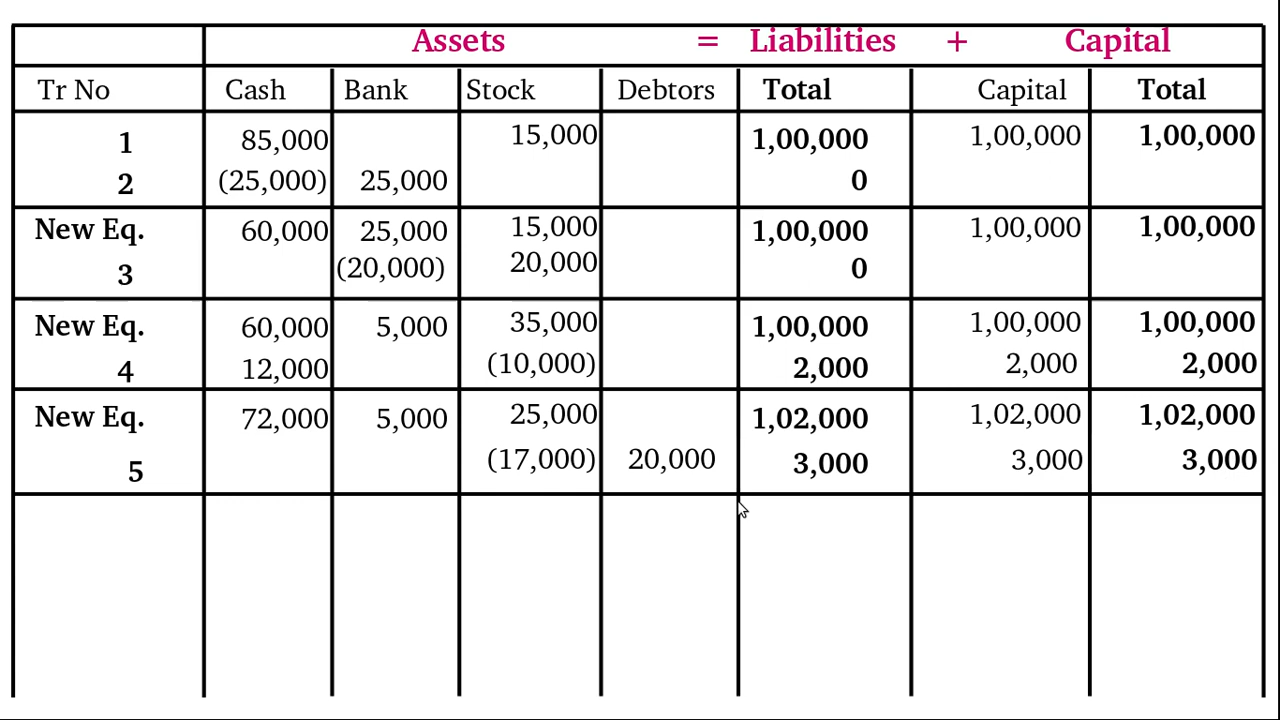 Assets = Liabilities + Capital
Tr No Cash Bank Stock Debtors Total Capital Total
1 85,000 15,000 1,00,000 1,00,000 1,00,000
2 (25,000) 25,000 0
New Eq. 60,000 25,000 15,000 1,00,000 1,00,000 1,00,000
3 (20,000) 20,000 0
New Eq. 60,000 5,000 35,000 1,00,000 1,00,000 1,00,000
4 12,000 (10,000) 2,000 2,000 2,000
New Eq. 72,000 5,000 25,000 1,02,000 1,02,000 1,02,000
5 (17,000) 20,000 3,000 3,000 3,000